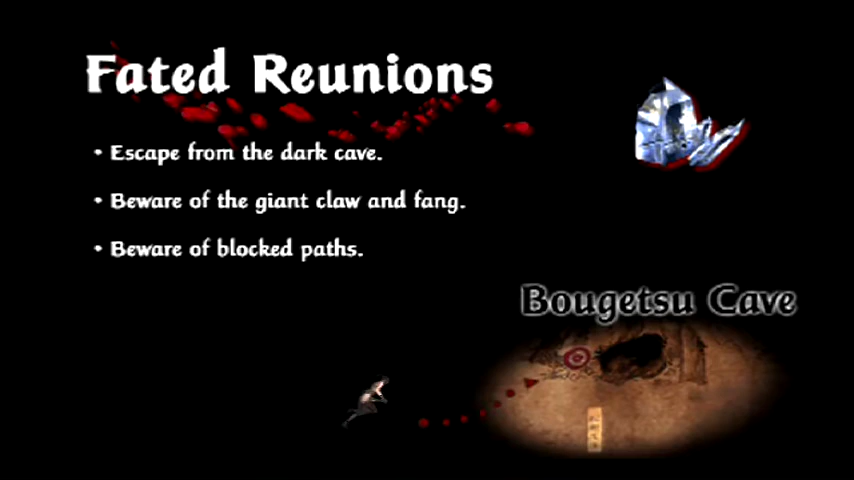 Fated Reunions
• Escape from the dark cave.
• Beware of the giant claw and fang.
• Beware of blocked paths.
Bougetsu Cave